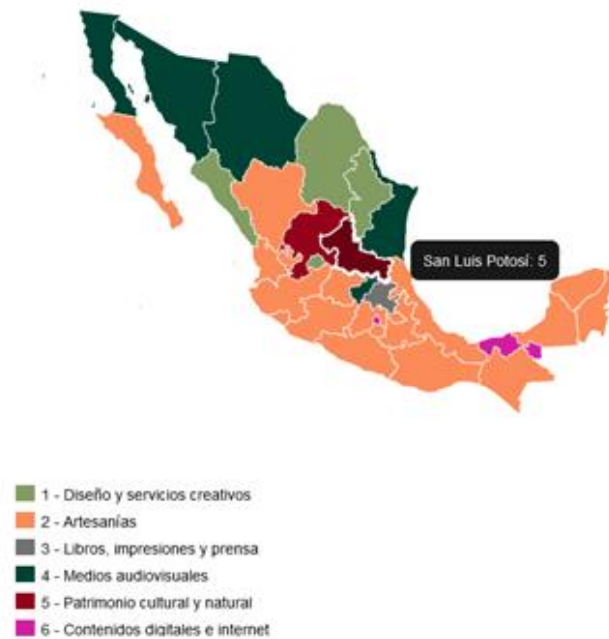 San Luis Potosí: 5
1 - Diseño y servicios creativos
2 - Artesanías
3 - Libros, impresiones y prensa
4 - Medios audiovisuales
5 - Patrimonio cultural y natural
6 - Contenidos digitales e internet